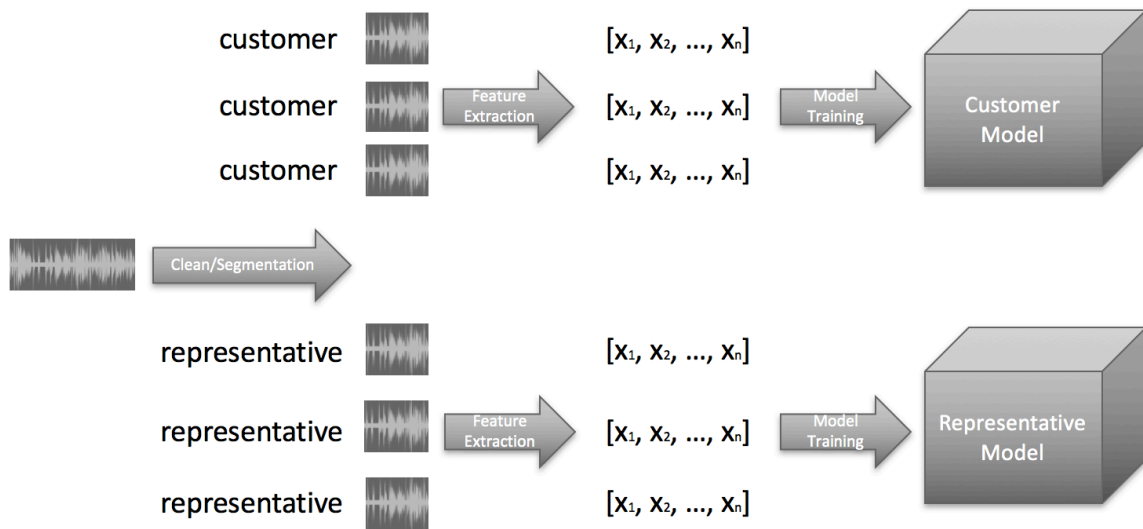 customer [x₁, x₂, ..., xₙ]
customer Feature Extraction [x₁, x₂, ..., xₙ] Model Training Customer Model
customer [x₁, x₂, ..., xₙ]
Clean/Segmentation
representative [x₁, x₂, ..., xₙ]
representative Feature Extraction [x₁, x₂, ..., xₙ] Model Training Representative Model
representative [x₁, x₂, ..., xₙ]